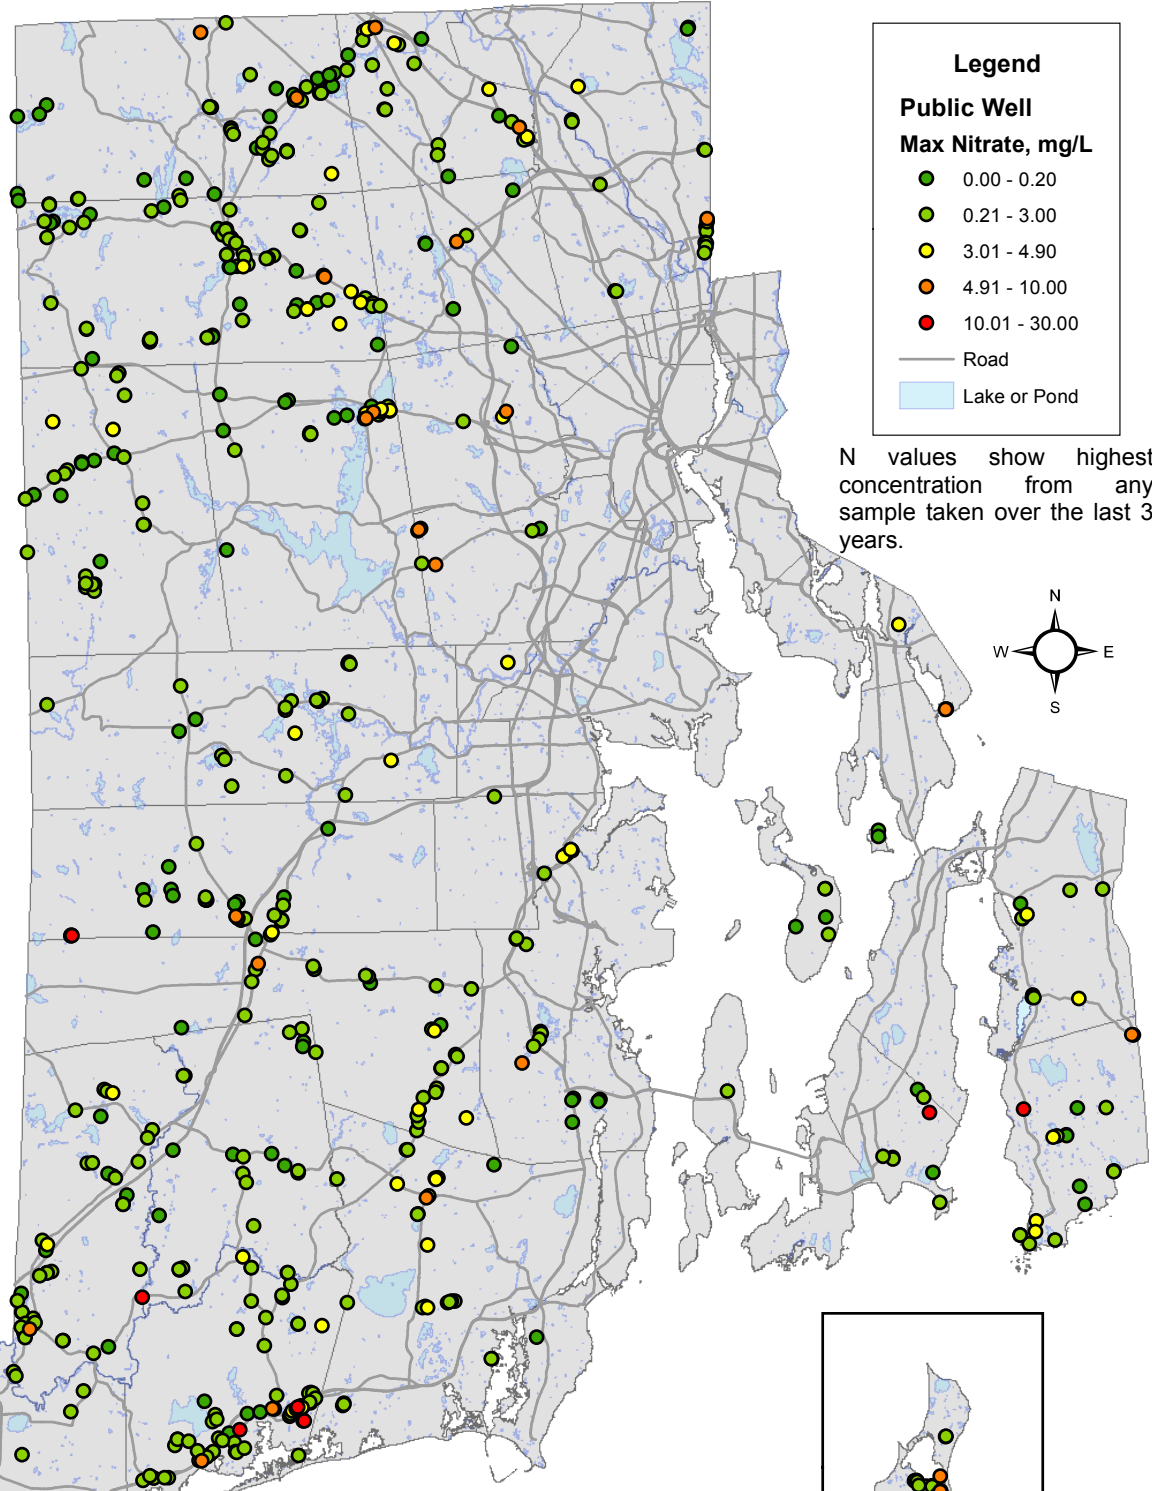 Legend
Public Well
Max Nitrate, mg/L
0.00 - 0.20
0.21 - 3.00
3.01 - 4.90
4.91 - 10.00
10.01 - 30.00
Road
Lake or Pond
N values show highest
concentration from any
sample taken over the last 3
years.
N
W E
S